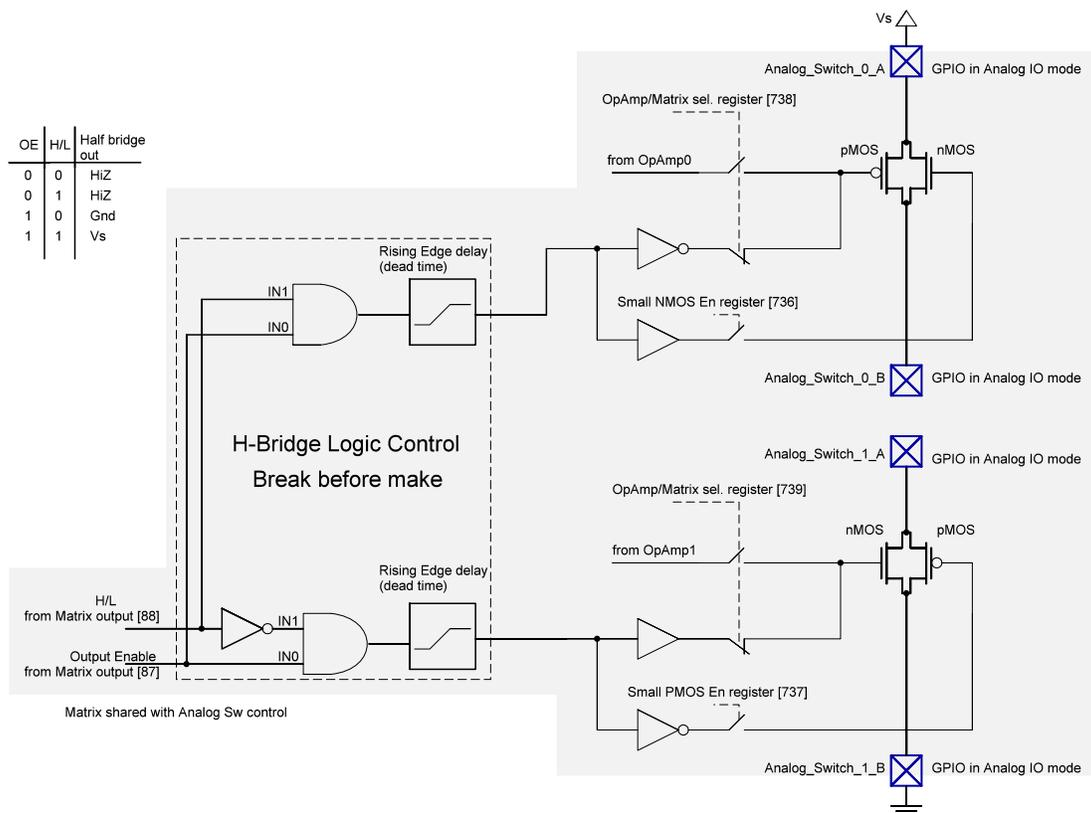 Vs
Analog_Switch_0_A
GPIO in Analog IO mode
OpAmp/Matrix sel. register [738]
OE H/L Half bridge
out
0 0 HiZ
0 1 HiZ
1 0 Gnd
1 1 Vs
from OpAmp0
pMOS
nMOS
Rising Edge delay
(dead time)
IN1
IN0
Small NMOS En register [736]
Analog_Switch_0_B
GPIO in Analog IO mode
H-Bridge Logic Control
Break before make
Analog_Switch_1_A
GPIO in Analog IO mode
OpAmp/Matrix sel. register [739]
from OpAmp1
nMOS
pMOS
Rising Edge delay
(dead time)
H/L
from Matrix output [88]
IN1
IN0
Output Enable
from Matrix output [87]
Small PMOS En register [737]
Matrix shared with Analog Sw control
Analog_Switch_1_B
GPIO in Analog IO mode